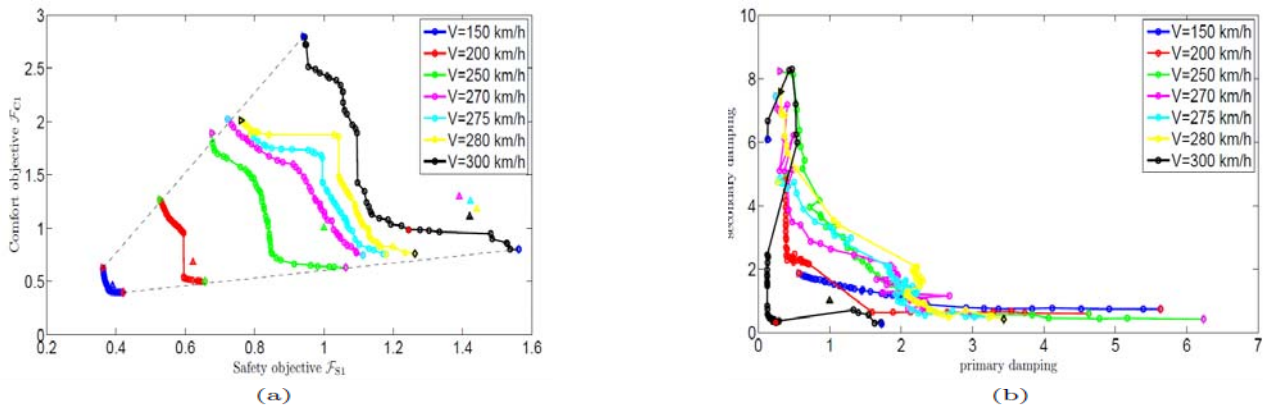 Comfort objective F_C1
3
2.5
2
1.5
1
0.5
0
0.2 0.4 0.6 0.8 1 1.2 1.4 1.6
Safety objective F_S1
V=150 km/h
V=200 km/h
V=250 km/h
V=270 km/h
V=275 km/h
V=280 km/h
V=300 km/h
(a)
secondary damping
10
8
6
4
2
0
0 1 2 3 4 5 6 7
primary damping
V=150 km/h
V=200 km/h
V=250 km/h
V=270 km/h
V=275 km/h
V=280 km/h
V=300 km/h
(b)